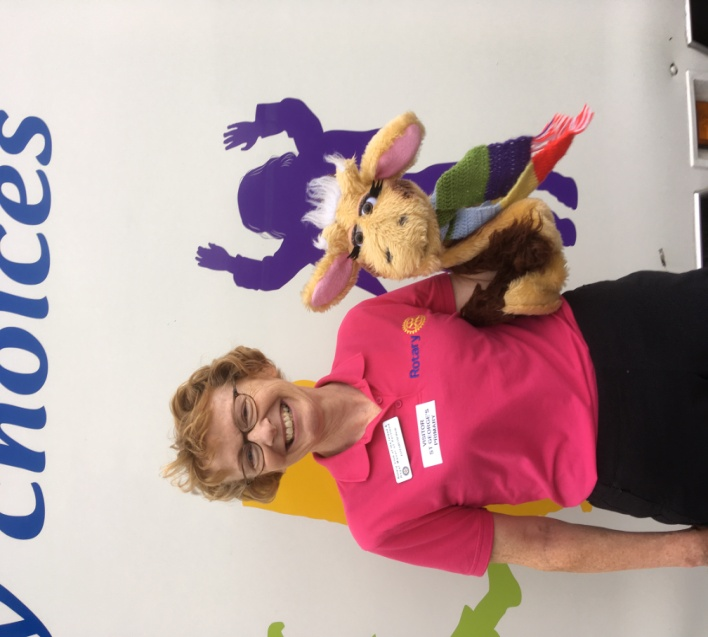 y choices
Rotary
VISITOR
ST GEORGE'S
PRIMARY